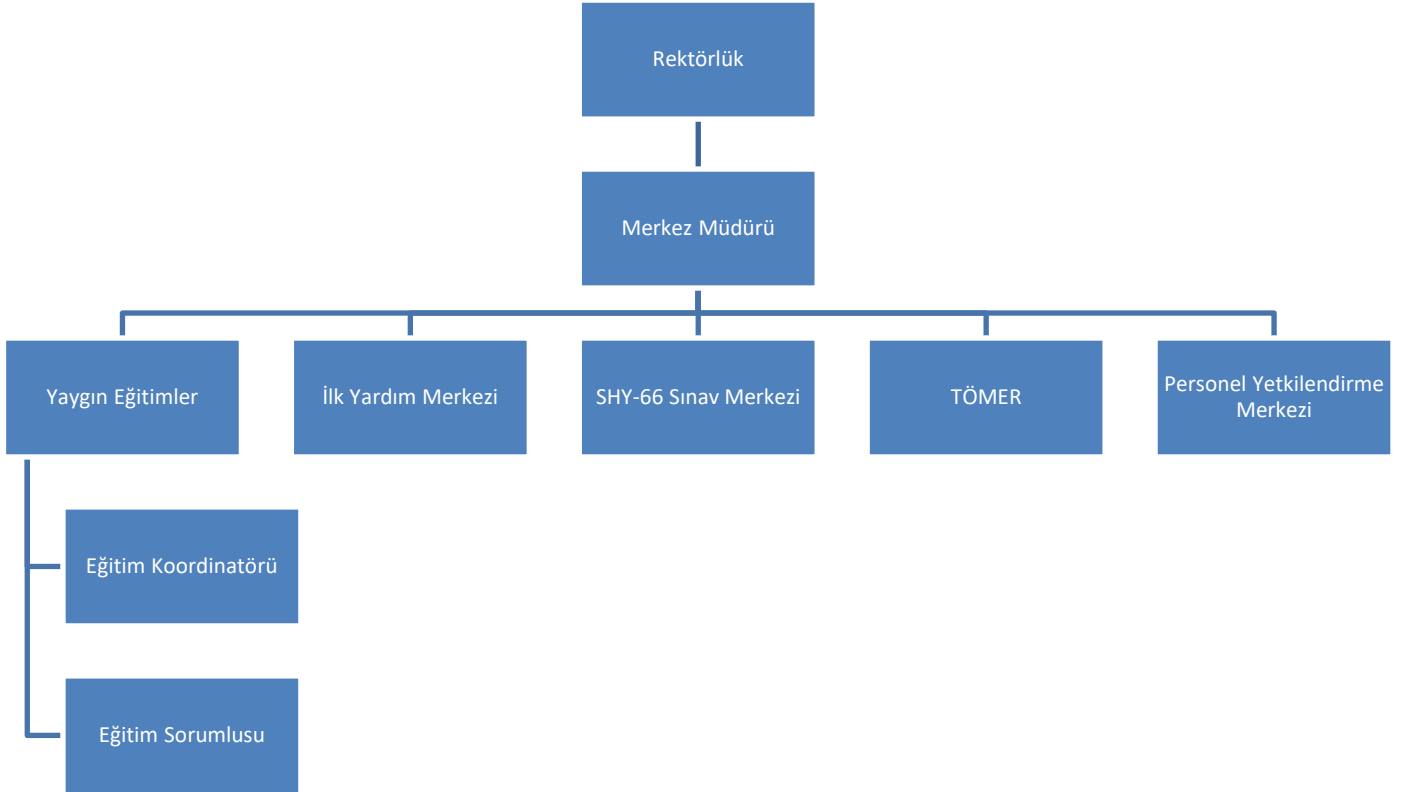 Rektörlük
Merkez Müdürü
Yaygın Eğitimler
İlk Yardım Merkezi
SHY-66 Sınav Merkezi
TÖMER
Personel Yetkilendirme
Merkezi
Eğitim Koordinatörü
Eğitim Sorumlusu